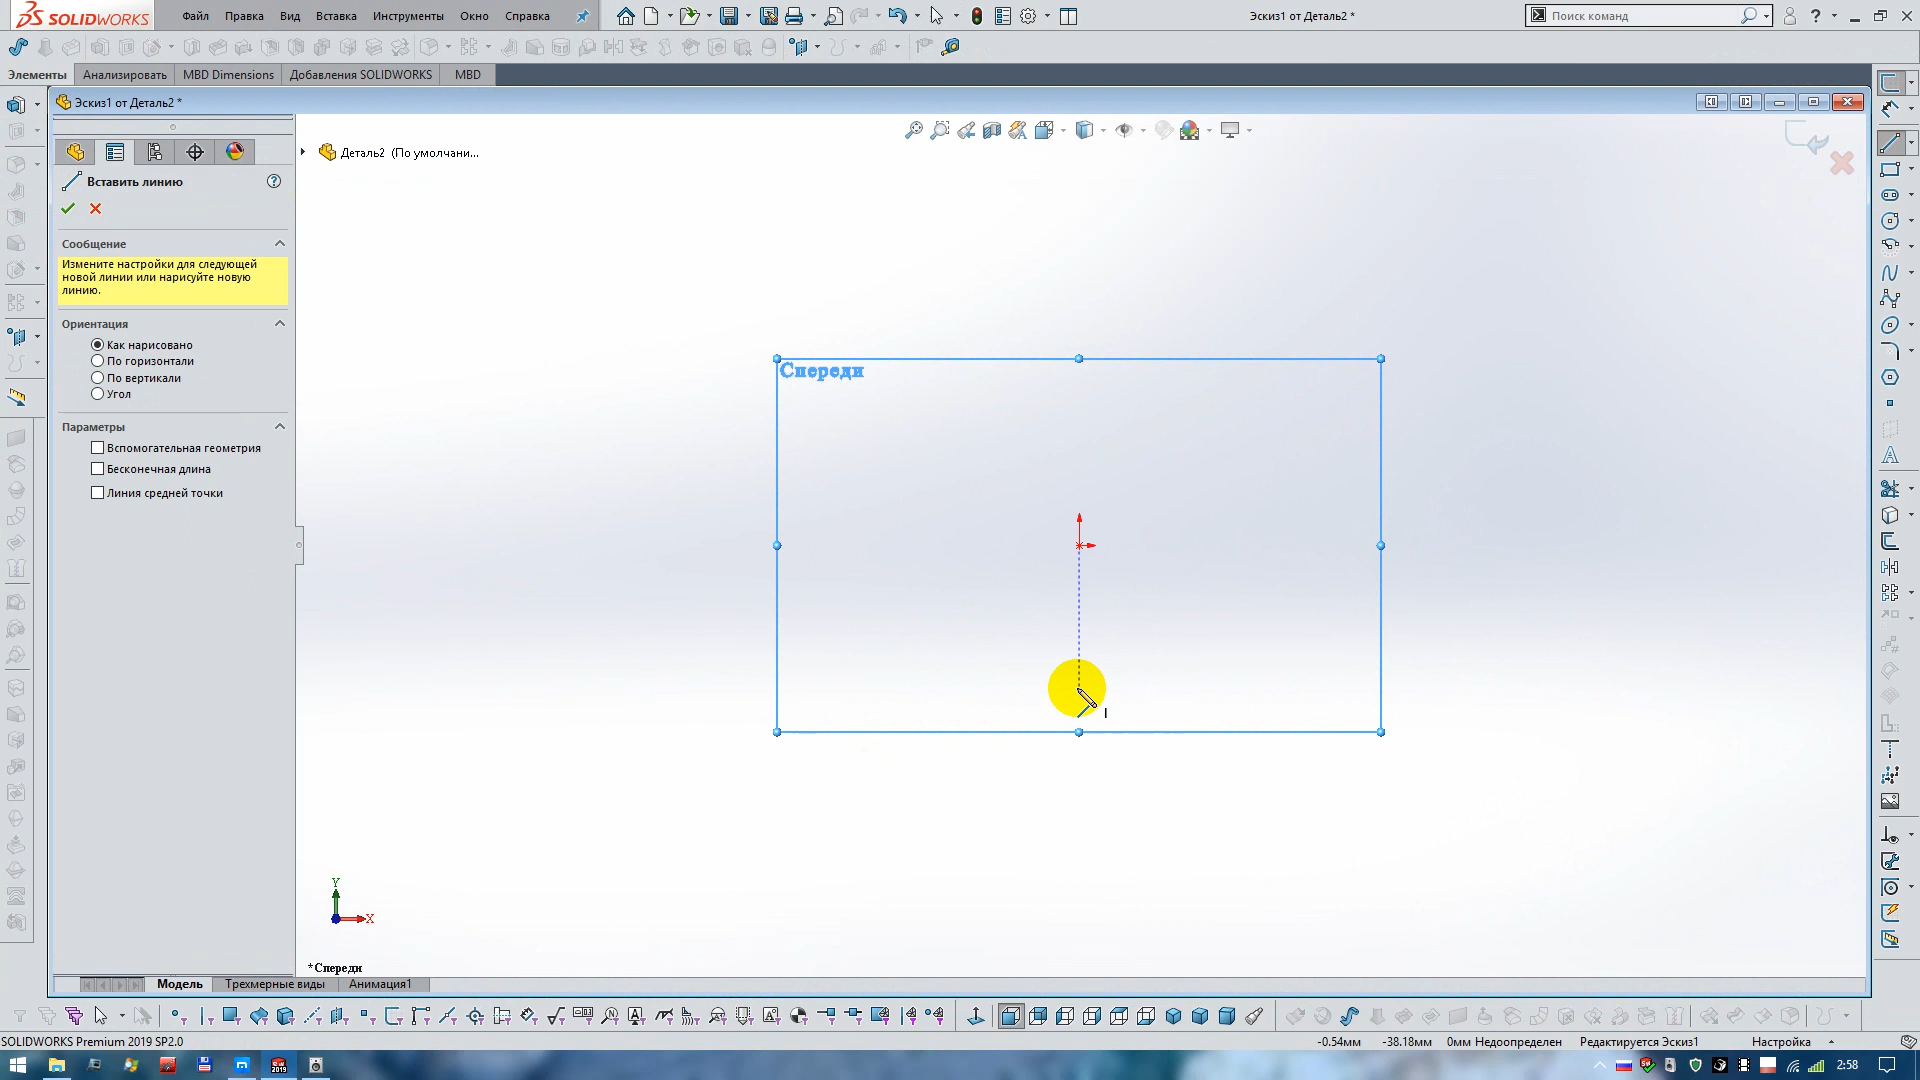 SOLIDWORKS
Файл Правка Вид Вставка Инструменты Окно Справка
Эскиз1 от Деталь2 *
Поиск команд
Элементы Анализировать MBD Dimensions Добавления SOLIDWORKS MBD
Эскиз1 от Деталь2 *
Деталь2 (По умолчани...
Вставить линию
Сообщение
Измените настройки для следующей
новой линии или нарисуйте новую
линию.
Ориентация
Как нарисовано
По горизонтали
По вертикали
Угол
Параметры
Вспомогательная геометрия
Бесконечная длина
Линия средней точки
Спереди
Y
X
*Спереди
Модель Трехмерные виды Анимация1
SOLIDWORKS Premium 2019 SP2.0
-0.54мм -38.18мм 0мм Недоопределен Редактируется Эскиз1 Настройка
2:58